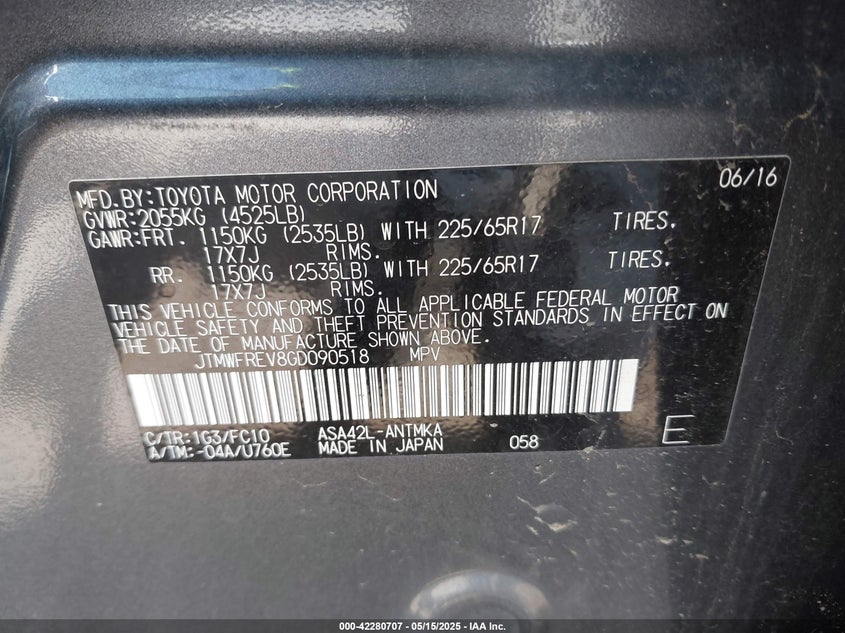 06/16
MFD.BY:TOYOTA MOTOR CORPORATION
GVWR:2055KG (4525LB)
GAWR:FRT. 1150KG (2535LB) WITH 225/65R17 TIRES.
17X7J RIMS.
RR. 1150KG (2535LB) WITH 225/65R17 TIRES.
17X7J RIMS.
THIS VEHICLE CONFORMS TO ALL APPLICABLE FEDERAL MOTOR
VEHICLE SAFETY AND THEFT PREVENTION STANDARDS IN EFFECT ON
THE DATE OF MANUFACTURE SHOWN ABOVE.
JTMWFREV8GD090518 MPV
C/TR:1G3/FC10 ASA42L-ANTMKA
A/TM:-04A/U760E MADE IN JAPAN 058 E
000-42280707 - 05/15/2025 - IAA Inc.